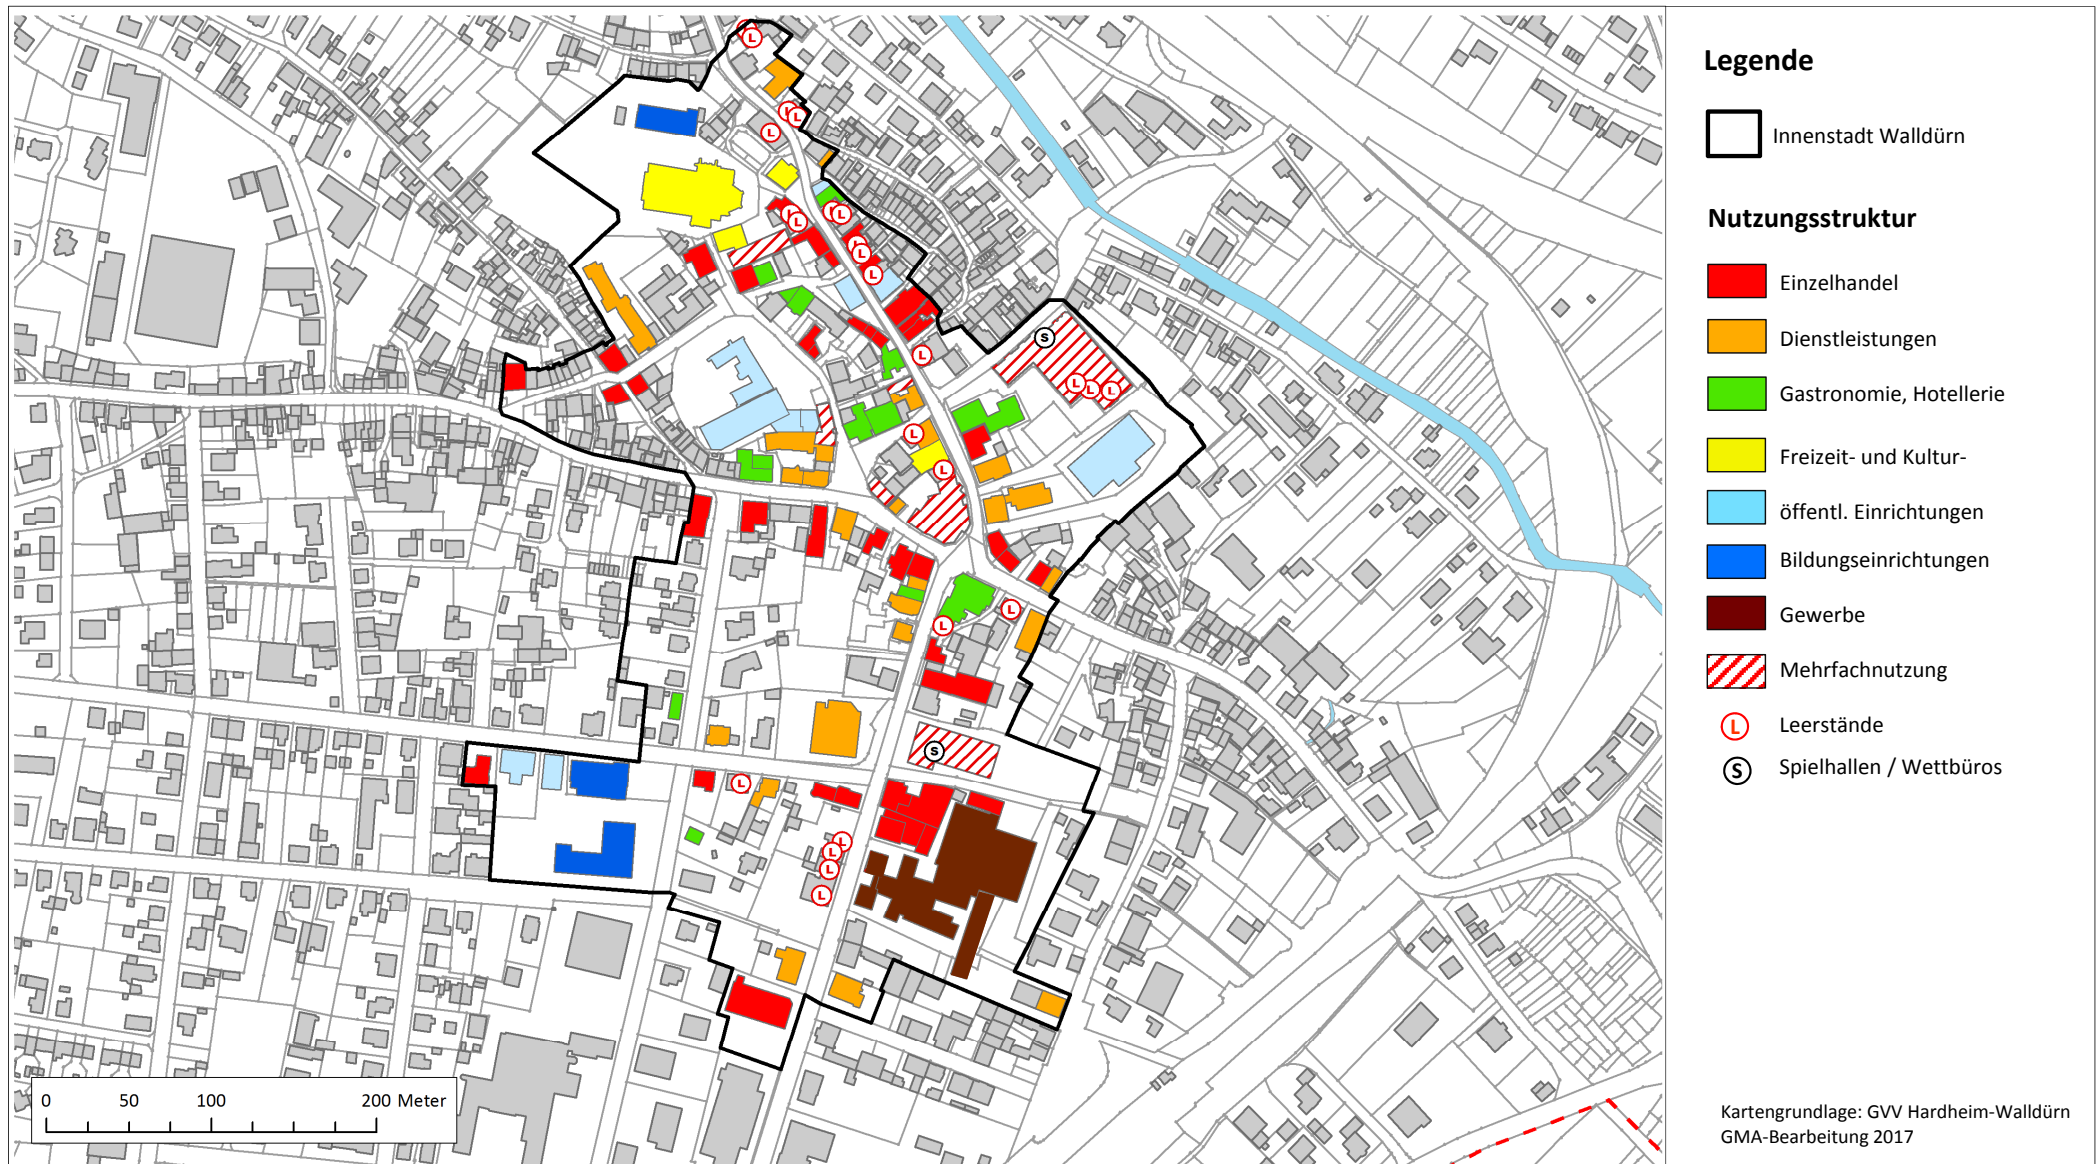 Legende
Innenstadt Walldürn
Nutzungsstruktur
Einzelhandel
Dienstleistungen
Gastronomie, Hotellerie
Freizeit- und Kultur-
öffentl. Einrichtungen
Bildungseinrichtungen
Gewerbe
Mehrfachnutzung
L Leerstände
S Spielhallen / Wettbüros
0 50 100 200 Meter
Kartengrundlage: GVV Hardheim-Walldürn
GMA-Bearbeitung 2017